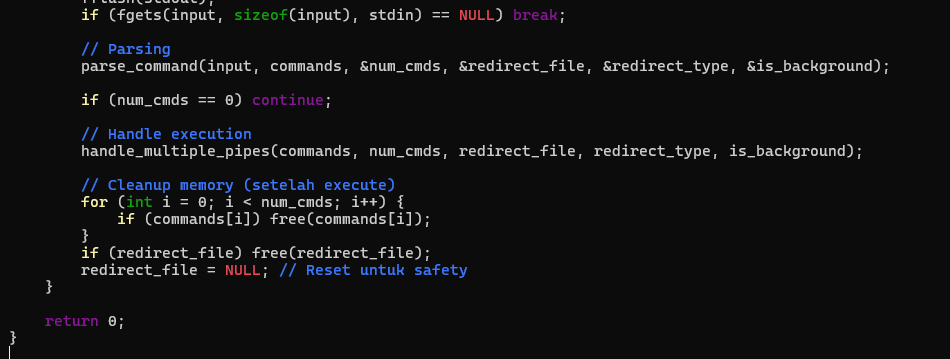 fflush(stdout);
if (fgets(input, sizeof(input), stdin) == NULL) break;
// Parsing
parse_command(input, commands, &num_cmds, &redirect_file, &redirect_type, &is_background);
if (num_cmds == 0) continue;
// Handle execution
handle_multiple_pipes(commands, num_cmds, redirect_file, redirect_type, is_background);
// Cleanup memory (setelah execute)
for (int i = 0; i < num_cmds; i++) {
if (commands[i]) free(commands[i]);
}
if (redirect_file) free(redirect_file);
redirect_file = NULL; // Reset untuk safety
}
return 0;
}